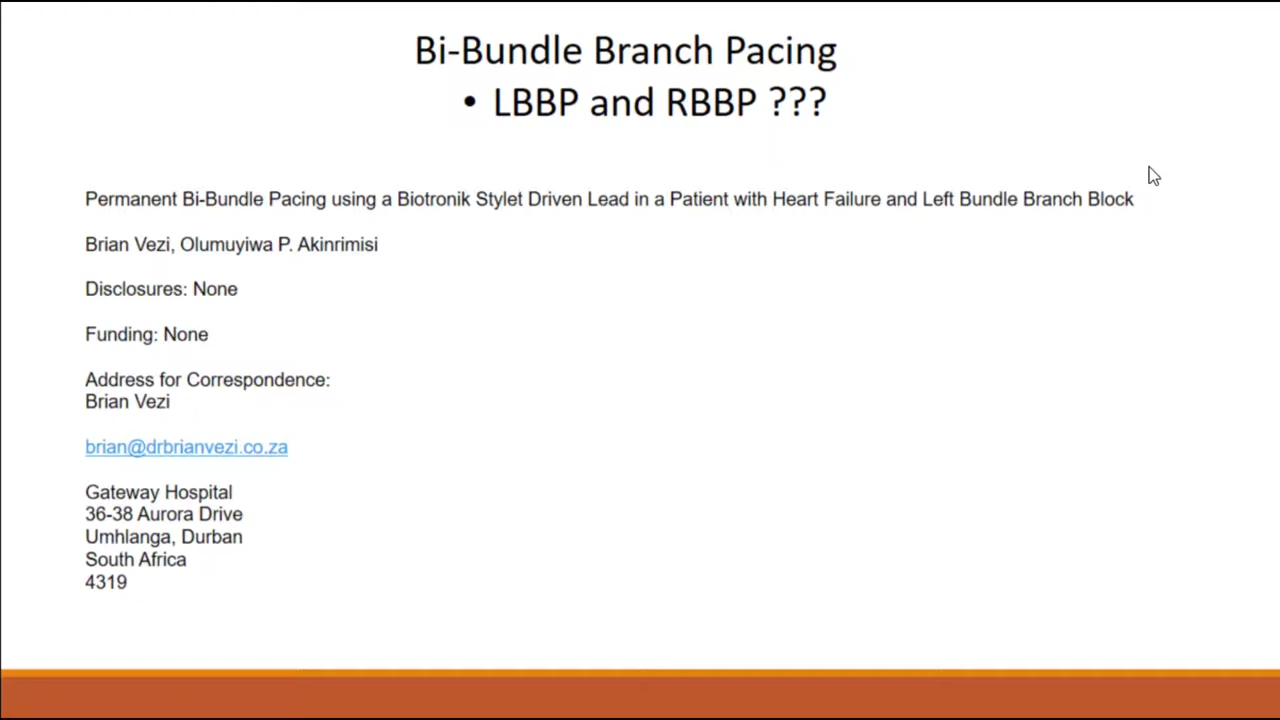 Bi-Bundle Branch Pacing
• LBBP and RBBP ???
Permanent Bi-Bundle Pacing using a Biotronik Stylet Driven Lead in a Patient with Heart Failure and Left Bundle Branch Block
Brian Vezi, Olumuyiwa P. Akinrimisi
Disclosures: None
Funding: None
Address for Correspondence:
Brian Vezi
brian@drbrianvezi.co.za
Gateway Hospital
36-38 Aurora Drive
Umhlanga, Durban
South Africa
4319